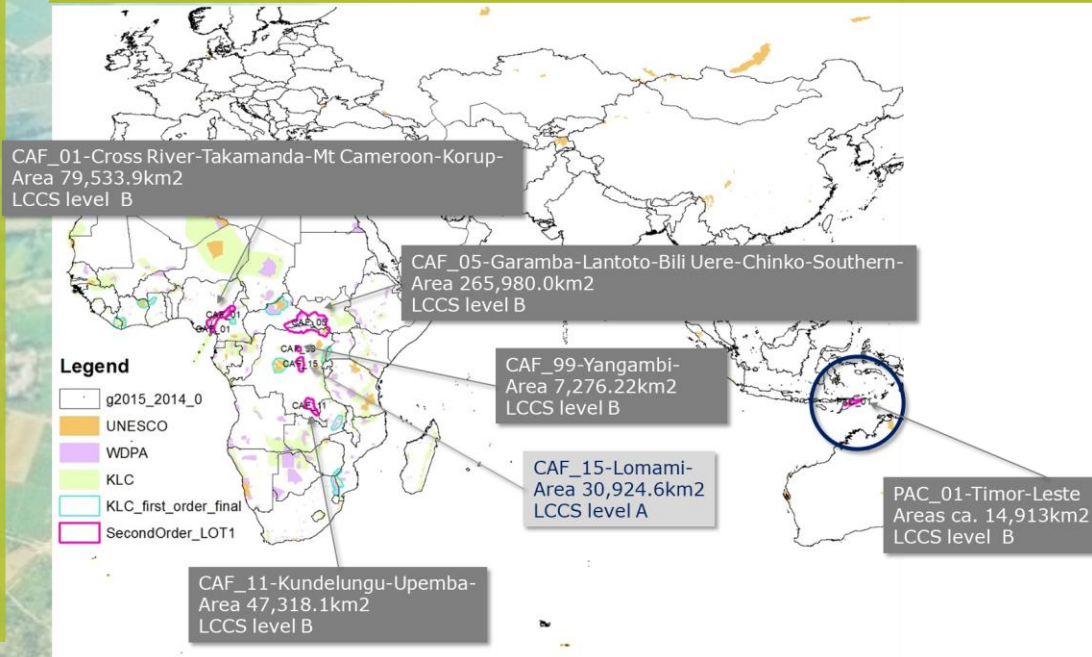 CAF_01-Cross River-Takamanda-Mt Cameroon-Korup-
Area 79,533.9km2
LCCS level B
CAF_05-Garamba-Lantoto-Bili Uere-Chinko-Southern-
Area 265,980.0km2
LCCS level B
CAF_01
CAF_05
CAF_99-Yangambi-
Area 7,276.22km2
LCCS level B
CAF_15
CAF_15-Lomami-
Area 30,924.6km2
LCCS level A
CAF_11
PAC_01-Timor-Leste
Areas ca. 14,913km2
LCCS level B
CAF_11-Kundelungu-Upemba-
Area 47,318.1km2
LCCS level B
Legend
g2015_2014_0
UNESCO
WDPA
KLC
KLC_first_order_final
SecondOrder_LOT1